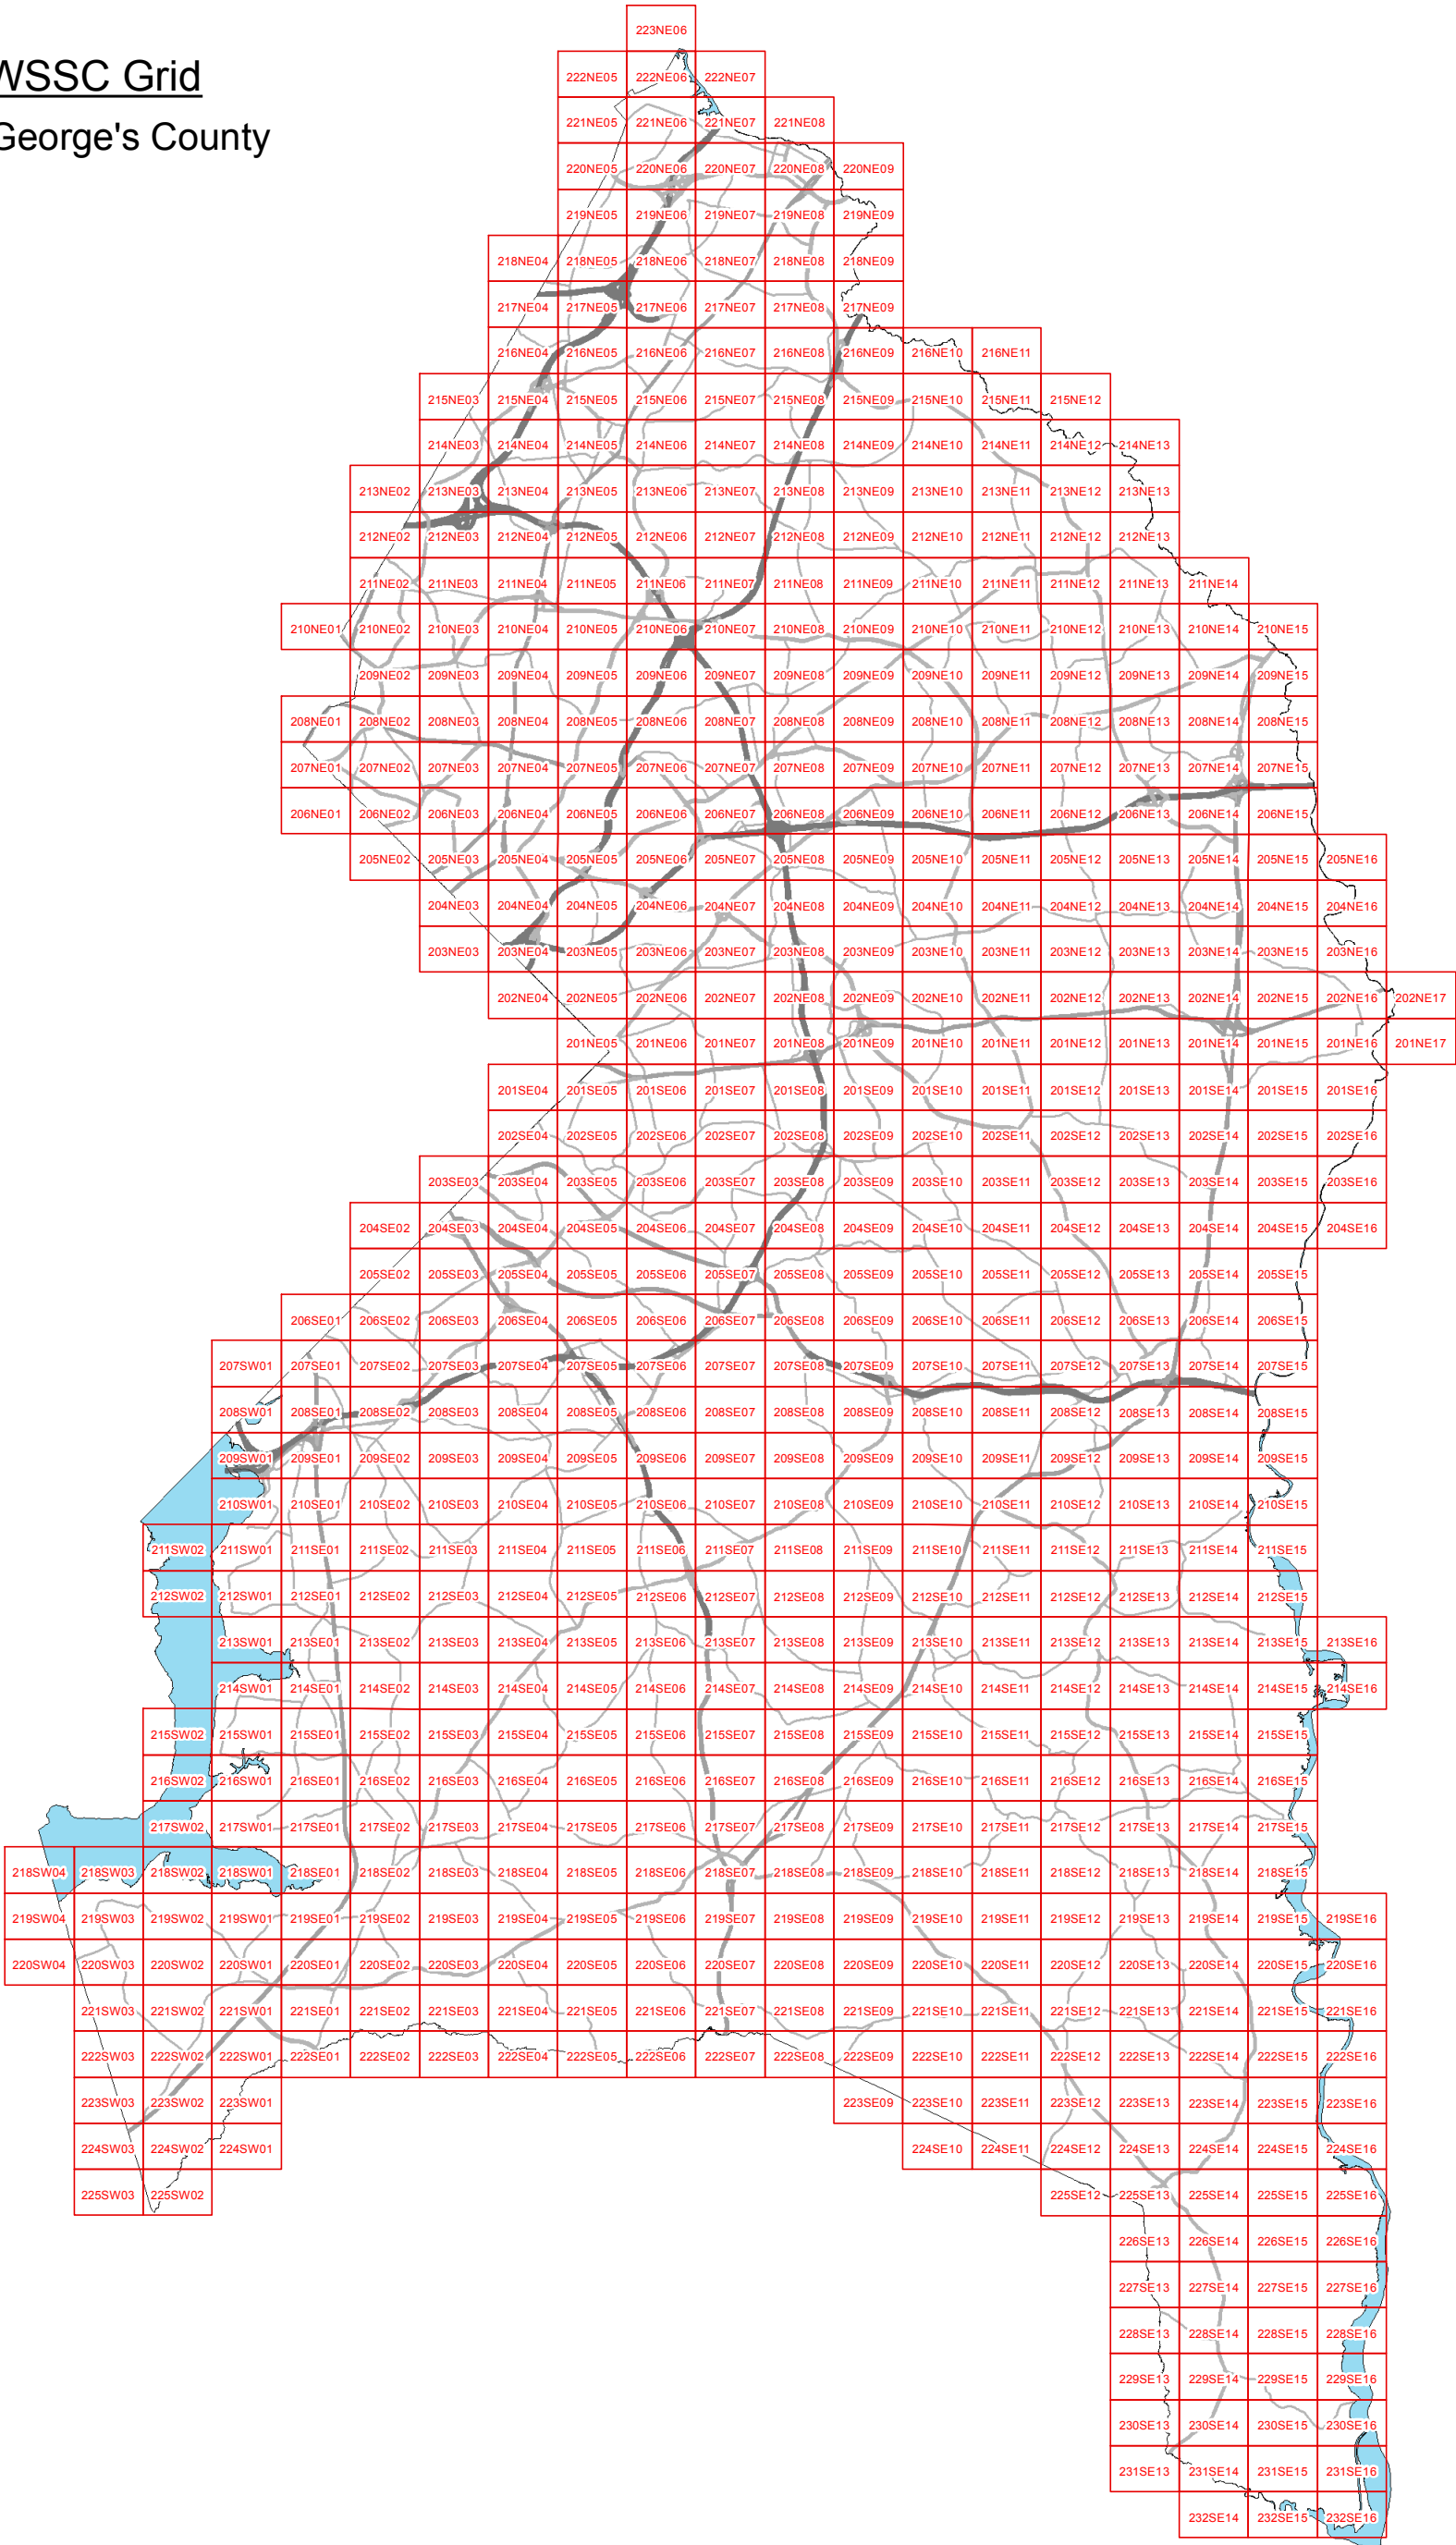 WSSC Grid
George's County
223NE06
222NE05 222NE06 222NE07
221NE05 221NE06 221NE07 221NE08
220NE05 220NE06 220NE07 220NE08 220NE09
219NE05 219NE06 219NE07 219NE08 219NE09
218NE04 218NE05 218NE06 218NE07 218NE08 218NE09
217NE04 217NE05 217NE06 217NE07 217NE08 217NE09
216NE04 216NE05 216NE06 216NE07 216NE08 216NE09 216NE10 216NE11
215NE03 215NE04 215NE05 215NE06 215NE07 215NE08 215NE09 215NE10 215NE11 215NE12
214NE03 214NE04 214NE05 214NE06 214NE07 214NE08 214NE09 214NE10 214NE11 214NE12 214NE13
213NE02 213NE03 213NE04 213NE05 213NE06 213NE07 213NE08 213NE09 213NE10 213NE11 213NE12 213NE13
212NE02 212NE03 212NE04 212NE05 212NE06 212NE07 212NE08 212NE09 212NE10 212NE11 212NE12 212NE13
211NE02 211NE03 211NE04 211NE05 211NE06 211NE07 211NE08 211NE09 211NE10 211NE11 211NE12 211NE13 211NE14
210NE01 210NE02 210NE03 210NE04 210NE05 210NE06 210NE07 210NE08 210NE09 210NE10 210NE11 210NE12 210NE13 210NE14 210NE15
209NE02 209NE03 209NE04 209NE05 209NE06 209NE07 209NE08 209NE09 209NE10 209NE11 209NE12 209NE13 209NE14 209NE15
208NE01 208NE02 208NE03 208NE04 208NE05 208NE06 208NE07 208NE08 208NE09 208NE10 208NE11 208NE12 208NE13 208NE14 208NE15
207NE01 207NE02 207NE03 207NE04 207NE05 207NE06 207NE07 207NE08 207NE09 207NE10 207NE11 207NE12 207NE13 207NE14 207NE15
206NE01 206NE02 206NE03 206NE04 206NE05 206NE06 206NE07 206NE08 206NE09 206NE10 206NE11 206NE12 206NE13 206NE14 206NE15
205NE02 205NE03 205NE04 205NE05 205NE06 205NE07 205NE08 205NE09 205NE10 205NE11 205NE12 205NE13 205NE14 205NE15 205NE16
204NE03 204NE04 204NE05 204NE06 204NE07 204NE08 204NE09 204NE10 204NE11 204NE12 204NE13 204NE14 204NE15 204NE16
203NE03 203NE04 203NE05 203NE06 203NE07 203NE08 203NE09 203NE10 203NE11 203NE12 203NE13 203NE14 203NE15 203NE16
202NE04 202NE05 202NE06 202NE07 202NE08 202NE09 202NE10 202NE11 202NE12 202NE13 202NE14 202NE15 202NE16 202NE17
201NE05 201NE06 201NE07 201NE08 201NE09 201NE10 201NE11 201NE12 201NE13 201NE14 201NE15 201NE16 201NE17
201SE04 201SE05 201SE06 201SE07 201SE08 201SE09 201SE10 201SE11 201SE12 201SE13 201SE14 201SE15 201SE16
202SE04 202SE05 202SE06 202SE07 202SE08 202SE09 202SE10 202SE11 202SE12 202SE13 202SE14 202SE15 202SE16
203SE03 203SE04 203SE05 203SE06 203SE07 203SE08 203SE09 203SE10 203SE11 203SE12 203SE13 203SE14 203SE15 203SE16
204SE02 204SE03 204SE04 204SE05 204SE06 204SE07 204SE08 204SE09 204SE10 204SE11 204SE12 204SE13 204SE14 204SE15 204SE16
205SE02 205SE03 205SE04 205SE05 205SE06 205SE07 205SE08 205SE09 205SE10 205SE11 205SE12 205SE13 205SE14 205SE15
206SE01 206SE02 206SE03 206SE04 206SE05 206SE06 206SE07 206SE08 206SE09 206SE10 206SE11 206SE12 206SE13 206SE14 206SE15
207SW01 207SE01 207SE02 207SE03 207SE04 207SE05 207SE06 207SE07 207SE08 207SE09 207SE10 207SE11 207SE12 207SE13 207SE14 207SE15
208SW01 208SE01 208SE02 208SE03 208SE04 208SE05 208SE06 208SE07 208SE08 208SE09 208SE10 208SE11 208SE12 208SE13 208SE14 208SE15
209SW01 209SE01 209SE02 209SE03 209SE04 209SE05 209SE06 209SE07 209SE08 209SE09 209SE10 209SE11 209SE12 209SE13 209SE14 209SE15
210SW01 210SE01 210SE02 210SE03 210SE04 210SE05 210SE06 210SE07 210SE08 210SE09 210SE10 210SE11 210SE12 210SE13 210SE14 210SE15
211SW02 211SW01 211SE01 211SE02 211SE03 211SE04 211SE05 211SE06 211SE07 211SE08 211SE09 211SE10 211SE11 211SE12 211SE13 211SE14 211SE15
212SW02 212SW01 212SE01 212SE02 212SE03 212SE04 212SE05 212SE06 212SE07 212SE08 212SE09 212SE10 212SE11 212SE12 212SE13 212SE14 212SE15
213SW01 213SE01 213SE02 213SE03 213SE04 213SE05 213SE06 213SE07 213SE08 213SE09 213SE10 213SE11 213SE12 213SE13 213SE14 213SE15 213SE16
214SW01 214SE01 214SE02 214SE03 214SE04 214SE05 214SE06 214SE07 214SE08 214SE09 214SE10 214SE11 214SE12 214SE13 214SE14 214SE15 214SE16
215SW02 215SW01 215SE01 215SE02 215SE03 215SE04 215SE05 215SE06 215SE07 215SE08 215SE09 215SE10 215SE11 215SE12 215SE13 215SE14 215SE15
216SW02 216SW01 216SE01 216SE02 216SE03 216SE04 216SE05 216SE06 216SE07 216SE08 216SE09 216SE10 216SE11 216SE12 216SE13 216SE14 216SE15
217SW02 217SW01 217SE01 217SE02 217SE03 217SE04 217SE05 217SE06 217SE07 217SE08 217SE09 217SE10 217SE11 217SE12 217SE13 217SE14 217SE15
218SW04 218SW03 218SW02 218SW01 218SE01 218SE02 218SE03 218SE04 218SE05 218SE06 218SE07 218SE08 218SE09 218SE10 218SE11 218SE12 218SE13 218SE14 218SE15
219SW04 219SW03 219SW02 219SW01 219SE01 219SE02 219SE03 219SE04 219SE05 219SE06 219SE07 219SE08 219SE09 219SE10 219SE11 219SE12 219SE13 219SE14 219SE15 219SE16
220SW04 220SW03 220SW02 220SW01 220SE01 220SE02 220SE03 220SE04 220SE05 220SE06 220SE07 220SE08 220SE09 220SE10 220SE11 220SE12 220SE13 220SE14 220SE15 220SE16
221SW03 221SW02 221SW01 221SE01 221SE02 221SE03 221SE04 221SE05 221SE06 221SE07 221SE08 221SE09 221SE10 221SE11 221SE12 221SE13 221SE14 221SE15 221SE16
222SW03 222SW02 222SW01 222SE01 222SE02 222SE03 222SE04 222SE05 222SE06 222SE07 222SE08 222SE09 222SE10 222SE11 222SE12 222SE13 222SE14 222SE15 222SE16
223SW03 223SW02 223SW01 223SE09 223SE10 223SE11 223SE12 223SE13 223SE14 223SE15 223SE16
224SW03 224SW02 224SW01 224SE10 224SE11 224SE12 224SE13 224SE14 224SE15 224SE16
225SW03 225SW02 225SE12 225SE13 225SE14 225SE15 225SE16
226SE13 226SE14 226SE15 226SE16
227SE13 227SE14 227SE15 227SE16
228SE13 228SE14 228SE15 228SE16
229SE13 229SE14 229SE15 229SE16
230SE13 230SE14 230SE15 230SE16
231SE13 231SE14 231SE15 231SE16
232SE14 232SE15 232SE16